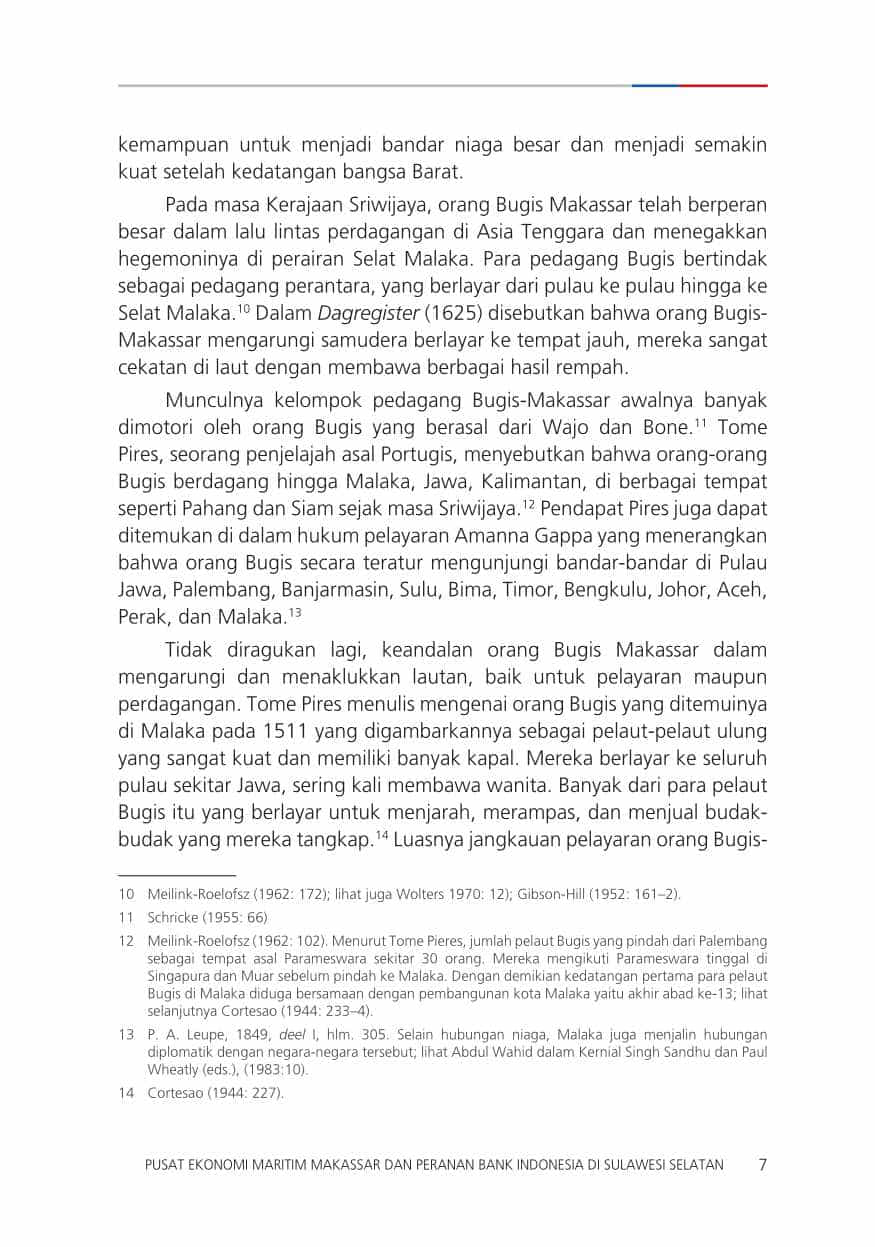 kemampuan untuk menjadi bandar niaga besar dan menjadi semakin
kuat setelah kedatangan bangsa Barat.
Pada masa Kerajaan Sriwijaya, orang Bugis Makassar telah berperan
besar dalam lalu lintas perdagangan di Asia Tenggara dan menegakkan
hegemoninya di perairan Selat Malaka. Para pedagang Bugis bertindak
sebagai pedagang perantara, yang berlayar dari pulau ke pulau hingga ke
Selat Malaka.¹⁰ Dalam Dagregister (1625) disebutkan bahwa orang Bugis-
Makassar mengarungi samudera berlayar ke tempat jauh, mereka sangat
cekatan di laut dengan membawa berbagai hasil rempah.
Munculnya kelompok pedagang Bugis-Makassar awalnya banyak
dimotori oleh orang Bugis yang berasal dari Wajo dan Bone.¹¹ Tome
Pires, seorang penjelajah asal Portugis, menyebutkan bahwa orang-orang
Bugis berdagang hingga Malaka, Jawa, Kalimantan, di berbagai tempat
seperti Pahang dan Siam sejak masa Sriwijaya.¹² Pendapat Pires juga dapat
ditemukan di dalam hukum pelayaran Amanna Gappa yang menerangkan
bahwa orang Bugis secara teratur mengunjungi bandar-bandar di Pulau
Jawa, Palembang, Banjarmasin, Sulu, Bima, Timor, Bengkulu, Johor, Aceh,
Perak, dan Malaka.¹³
Tidak diragukan lagi, keandalan orang Bugis Makassar dalam
mengarungi dan menaklukkan lautan, baik untuk pelayaran maupun
perdagangan. Tome Pires menulis mengenai orang Bugis yang ditemuinya
di Malaka pada 1511 yang digambarkannya sebagai pelaut-pelaut ulung
yang sangat kuat dan memiliki banyak kapal. Mereka berlayar ke seluruh
pulau sekitar Jawa, sering kali membawa wanita. Banyak dari para pelaut
Bugis itu yang berlayar untuk menjarah, merampas, dan menjual budak-
budak yang mereka tangkap.¹⁴ Luasnya jangkauan pelayaran orang Bugis-
10 Meilink-Roelofsz (1962: 172); lihat juga Wolters 1970: 12); Gibson-Hill (1952: 161–2).
11 Schricke (1955: 66)
12 Meilink-Roelofsz (1962: 102). Menurut Tome Pieres, jumlah pelaut Bugis yang pindah dari Palembang
sebagai tempat asal Parameswara sekitar 30 orang. Mereka mengikuti Parameswara tinggal di
Singapura dan Muar sebelum pindah ke Malaka. Dengan demikian kedatangan pertama para pelaut
Bugis di Malaka diduga bersamaan dengan pembangunan kota Malaka yaitu akhir abad ke-13; lihat
selanjutnya Cortesao (1944: 233–4).
13 P. A. Leupe, 1849, deel I, hlm. 305. Selain hubungan niaga, Malaka juga menjalin hubungan
diplomatik dengan negara-negara tersebut; lihat Abdul Wahid dalam Kernial Singh Sandhu dan Paul
Wheatly (eds.), (1983:10).
14 Cortesao (1944: 227).
PUSAT EKONOMI MARITIM MAKASSAR DAN PERANAN BANK INDONESIA DI SULAWESI SELATAN 7